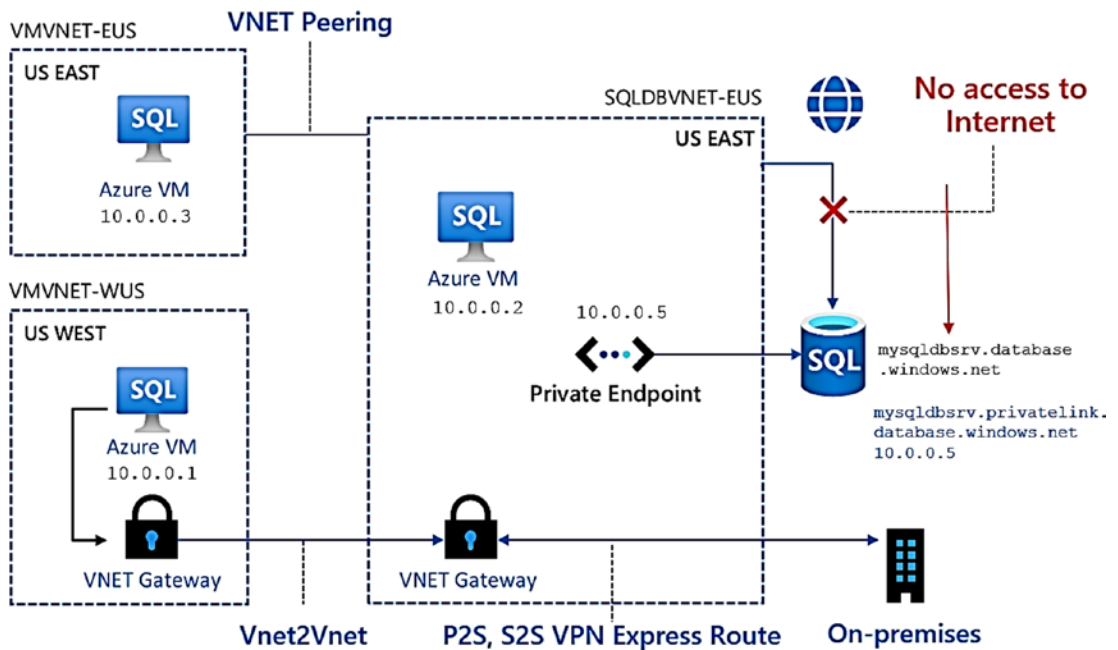 VNET Peering
VMVNET-EUS
US EAST
SQL
Azure VM
10.0.0.3
SQLDBVNET-EUS
US EAST
No access to
Internet
SQL
Azure VM
10.0.0.2
10.0.0.5
Private Endpoint
SQL
mysqldbsrv.database
.windows.net
mysqldbsrv.privatelink.
database.windows.net
10.0.0.5
VMVNET-WUS
US WEST
SQL
Azure VM
10.0.0.1
VNET Gateway
VNET Gateway
Vnet2Vnet
P2S, S2S VPN Express Route
On-premises